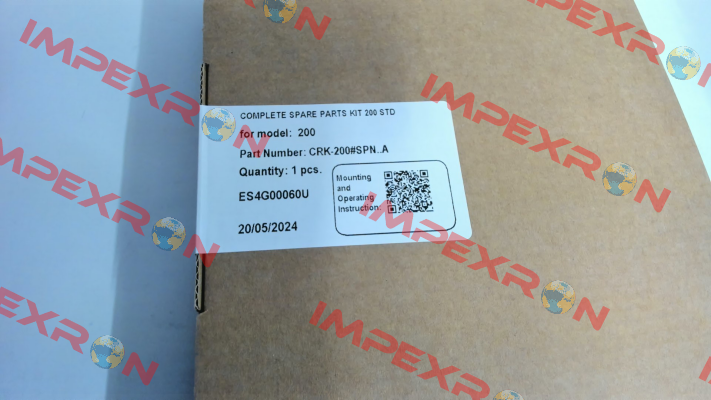 COMPLETE SPARE PARTS KIT 200 STD
for model: 200
Part Number: CRK-200#SPN..A
Quantity: 1 pcs.
ES4G00060U
20/05/2024
Mounting
and
Operating
Instruction:
IMPEXRON
IMPEXRON
IMPEXRON
IMPEXRON
IMPEXRON
IMPEXRON
IMPEXRON
IMPEXRON